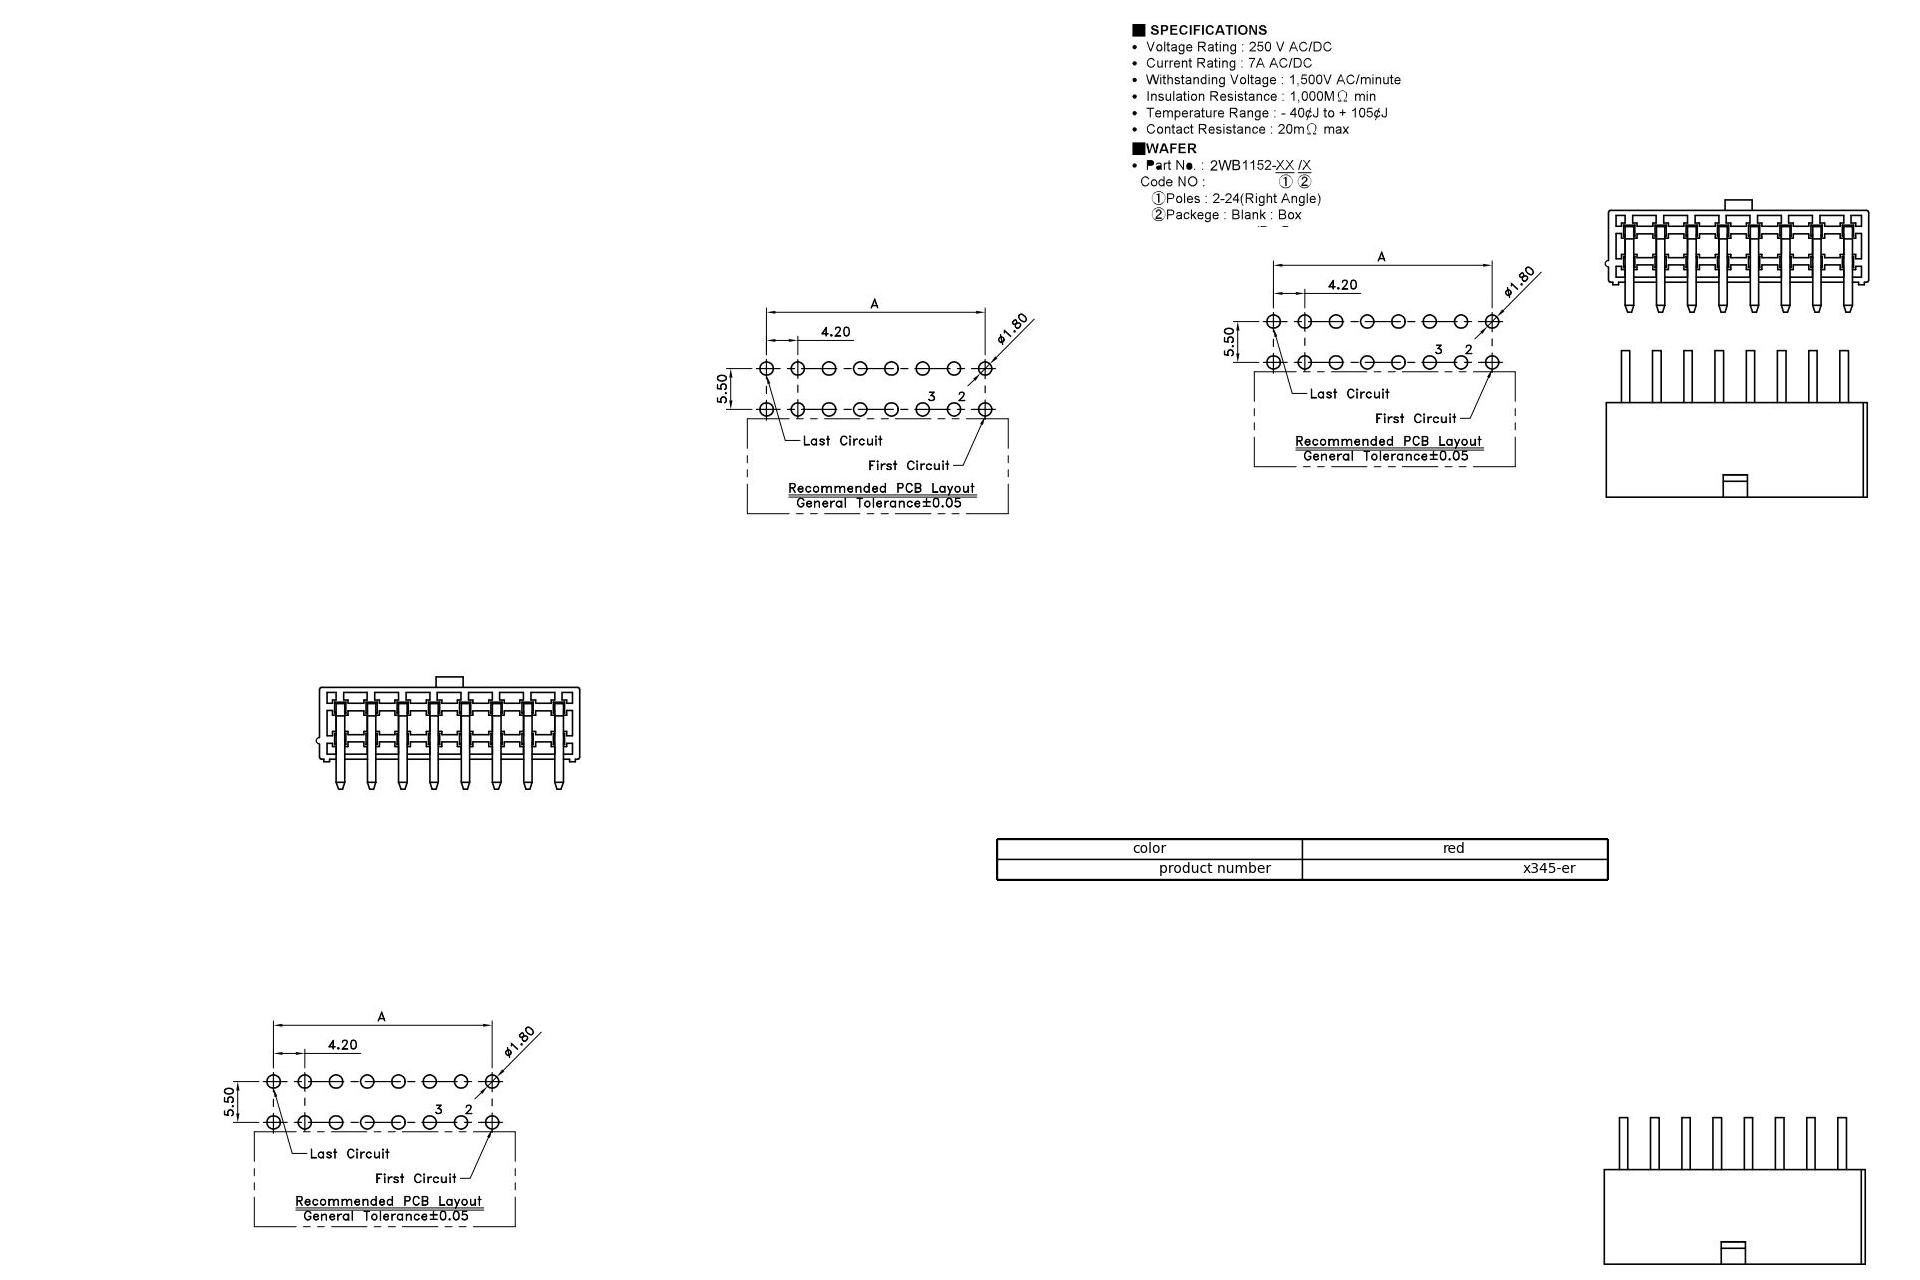 ■ SPECIFICATIONS
• Voltage Rating : 250 V AC/DC
• Current Rating : 7A AC/DC
• Withstanding Voltage : 1,500V AC/minute
• Insulation Resistance : 1,000MΩ min
• Temperature Range : - 40¢J to + 105¢J
• Contact Resistance : 20mΩ max
■WAFER
• Part No. : 2WB1152-XX /X
Code NO : ① ②
①Poles : 2-24(Right Angle)
②Packege : Blank : Box
A
4.20
ø1.80
5.50
3 2
Last Circuit
First Circuit
Recommended PCB Layout
General Tolerance±0.05
A
4.20
ø1.80
5.50
3 2
Last Circuit
First Circuit
Recommended PCB Layout
General Tolerance±0.05
color red
product number x345-er
A
4.20
ø1.80
5.50
3 2
Last Circuit
First Circuit
Recommended PCB Layout
General Tolerance±0.05